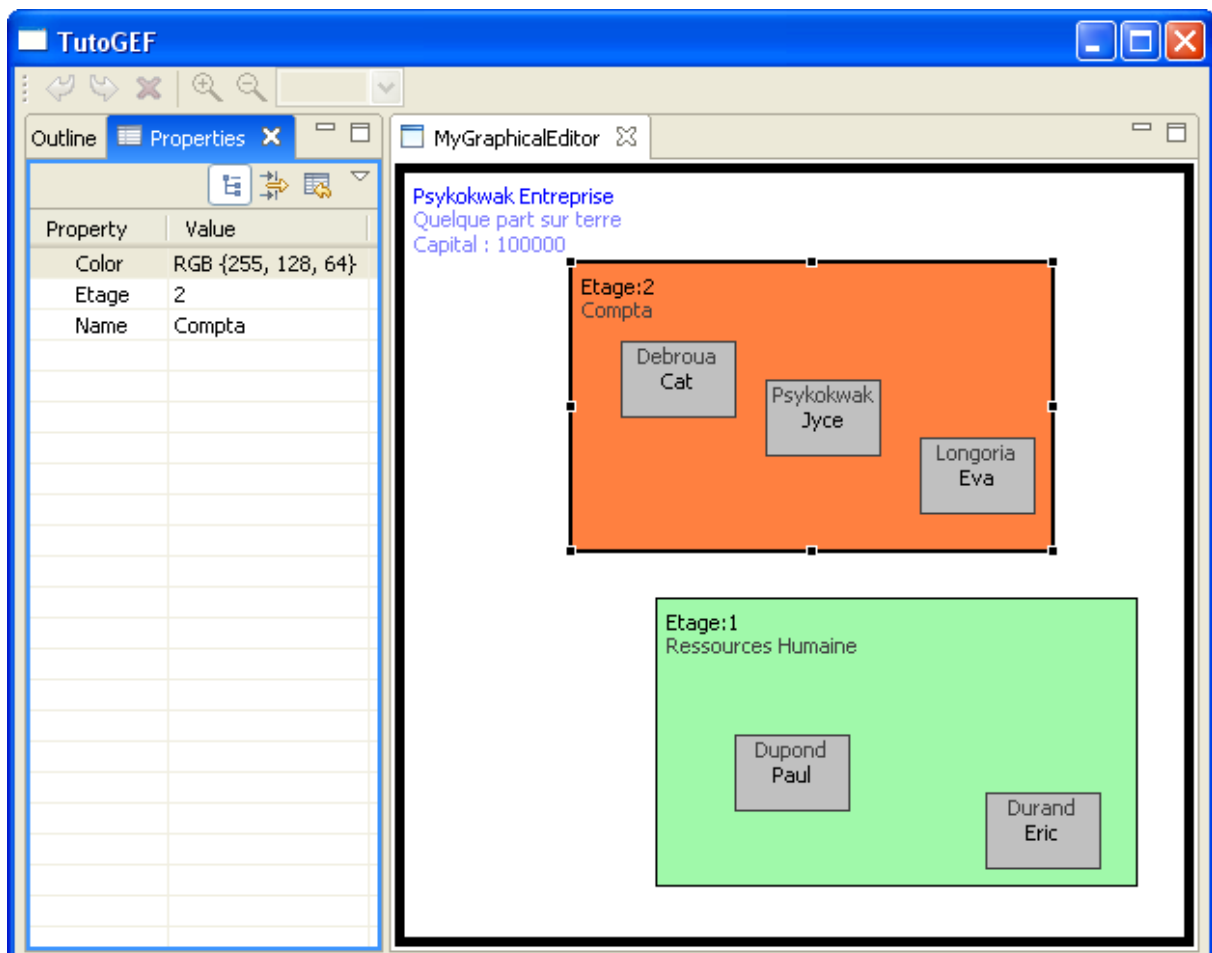 TutoGEF
Outline Properties
MyGraphicalEditor
Property Value
Color RGB {255, 128, 64}
Etage 2
Name Compta
Psykokwak Entreprise
Quelque part sur terre
Capital : 100000
Etage:2
Compta
Debroua
Cat
Psykokwak
Jyce
Longoria
Eva
Etage:1
Ressources Humaine
Dupond
Paul
Durand
Eric